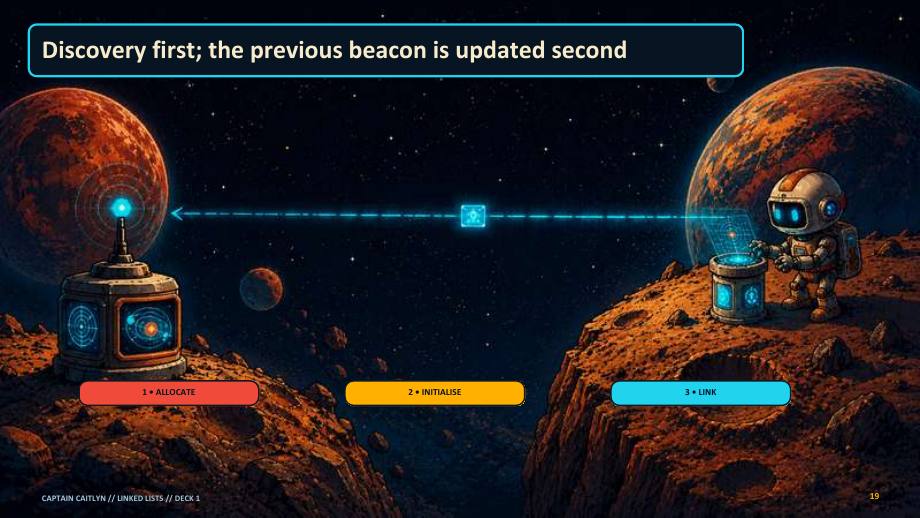 Discovery first; the previous beacon is updated second
1 • ALLOCATE
2 • INITIALISE
3 • LINK
CAPTAIN CAITLYN // LINKED LISTS // DECK 1
19